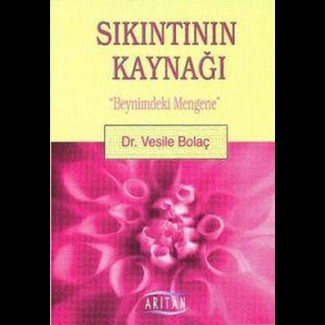 SIKINTININ
KAYNAĞI
"Beynimdeki Mengene"
Dr. Vesile Bolaç
ARITAN